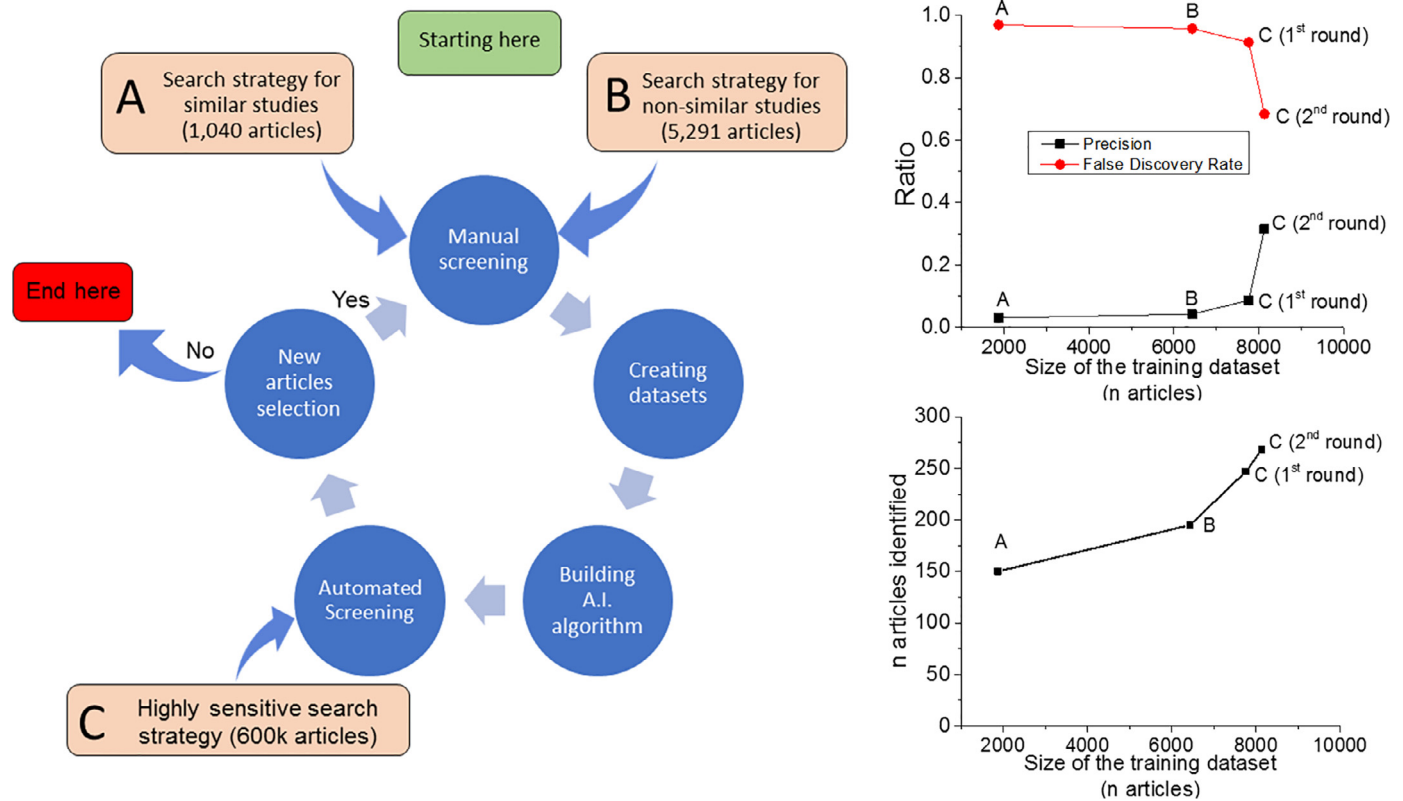 Starting here
A
Search strategy for
similar studies
(1,040 articles)
B
Search strategy for
non-similar studies
(5,291 articles)
Manual
screening
Creating
datasets
Building
A.I.
algorithm
Automated
Screening
New
articles
selection
Yes
No
End here
C
Highly sensitive search
strategy (600k articles)
Ratio
1.0
0.8
0.6
0.4
0.2
0.0
A
B
C (1st round)
C (2nd round)
Precision
False Discovery Rate
C (2nd round)
A
B
C (1st round)
2000 4000 6000 8000 10000
Size of the training dataset
(n articles)
n articles identified
300
250
200
150
100
50
0
C (2nd round)
C (1st round)
A
B
2000 4000 6000 8000 10000
Size of the training dataset
(n articles)